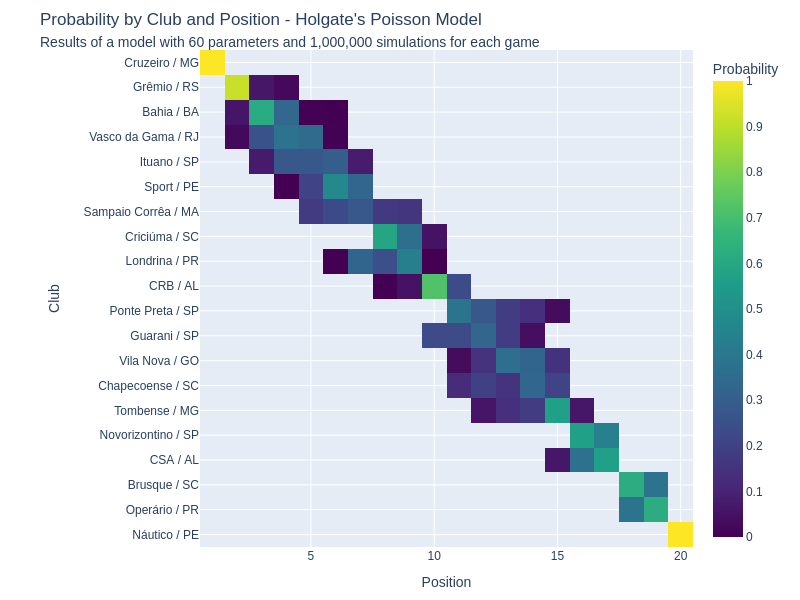 Probability by Club and Position - Holgate's Poisson Model
Results of a model with 60 parameters and 1,000,000 simulations for each game
Probability
Cruzeiro / MG
Grêmio / RS
Bahia / BA
Vasco da Gama / RJ
Ituano / SP
Sport / PE
Sampaio Corrêa / MA
Criciúma / SC
Londrina / PR
CRB / AL
Ponte Preta / SP
Guarani / SP
Vila Nova / GO
Chapecoense / SC
Tombense / MG
Novorizontino / SP
CSA / AL
Brusque / SC
Operário / PR
Náutico / PE
Club
5
10
15
20
Position
1
0.9
0.8
0.7
0.6
0.5
0.4
0.3
0.2
0.1
0